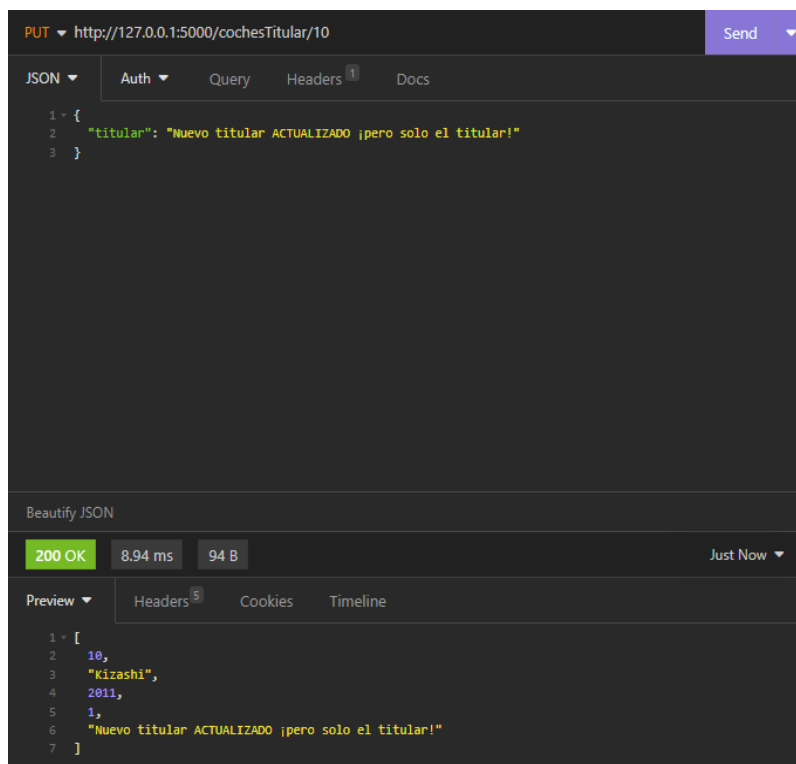 PUT http://127.0.0.1:5000/cochesTitular/10 Send
JSON Auth Query Headers 1 Docs
1 {
2 "titular": "Nuevo titular ACTUALIZADO ¡pero solo el titular!"
3 }
Beautify JSON
200 OK 8.94 ms 94 B Just Now
Preview Headers 5 Cookies Timeline
1 [
2 10,
3 "Kizashi",
4 2011,
5 1,
6 "Nuevo titular ACTUALIZADO ¡pero solo el titular!"
7 ]